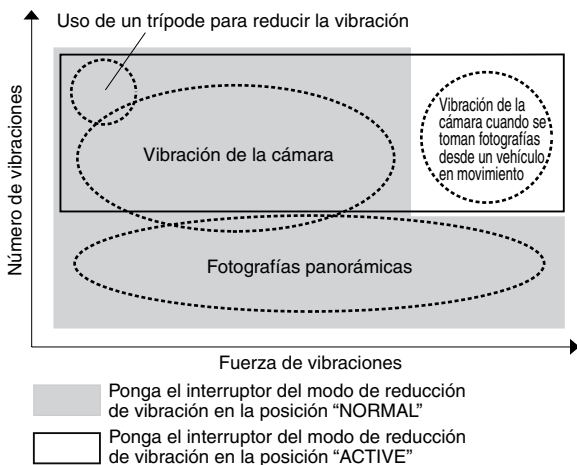 Uso de un trípode para reducir la vibración
Número de vibraciones
Vibración de la cámara
Vibración de la
cámara cuando se
toman fotografías
desde un vehículo
en movimiento
Fotografías panorámicas
Fuerza de vibraciones
Ponga el interruptor del modo de reducción
de vibración en la posición “NORMAL”
Ponga el interruptor del modo de reducción
de vibración en la posición “ACTIVE”